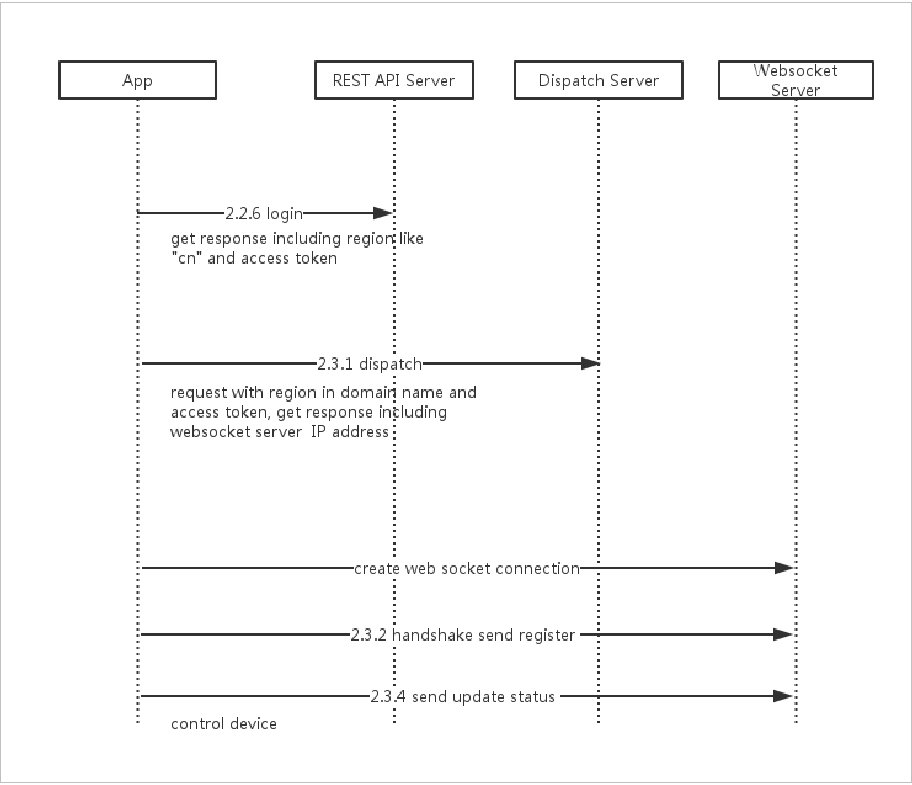 App
REST API Server
Dispatch Server
Websocket
Server
2.2.6 login
get response including region like
"cn" and access token
2.3.1 dispatch
request with region in domain name and
access token, get response including
websocket server  IP address
create web socket connection
2.3.2 handshake send register
2.3.4 send update status
control device